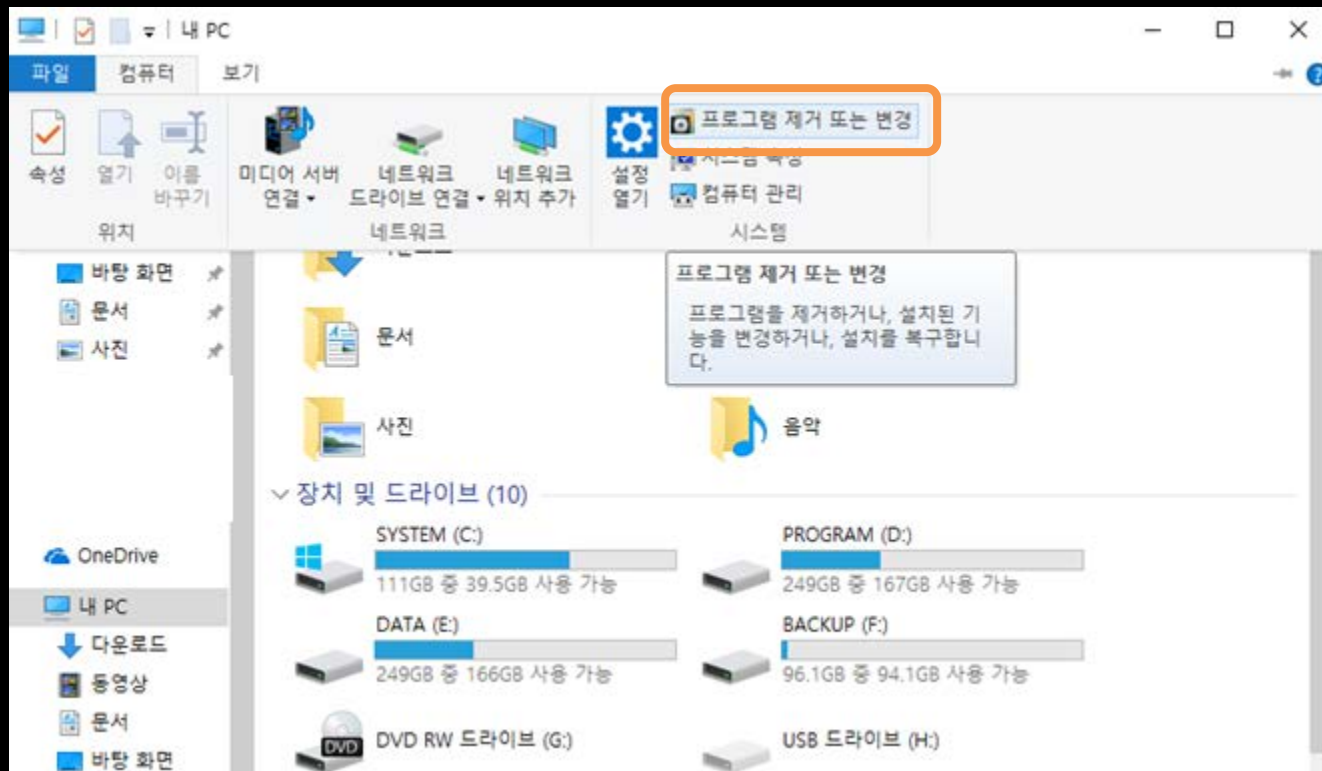 내 PC
파일 컴퓨터 보기
속성 열기 이름 바꾸기
위치
미디어 서버 연결 네트워크 드라이브 연결 네트워크 위치 추가
네트워크
설정 열기
프로그램 제거 또는 변경
시스템 속성
컴퓨터 관리
시스템
프로그램 제거 또는 변경
프로그램을 제거하거나, 설치된 기
능을 변경하거나, 설치를 복구합니
다.
바탕 화면
문서
사진
OneDrive
내 PC
다운로드
동영상
문서
바탕 화면
문서
사진 음악
장치 및 드라이브 (10)
SYSTEM (C:) PROGRAM (D:)
111GB 중 39.5GB 사용 가능 249GB 중 167GB 사용 가능
DATA (E:) BACKUP (F:)
249GB 중 166GB 사용 가능 96.1GB 중 94.1GB 사용 가능
DVD DVD RW 드라이브 (G:) USB 드라이브 (H:)